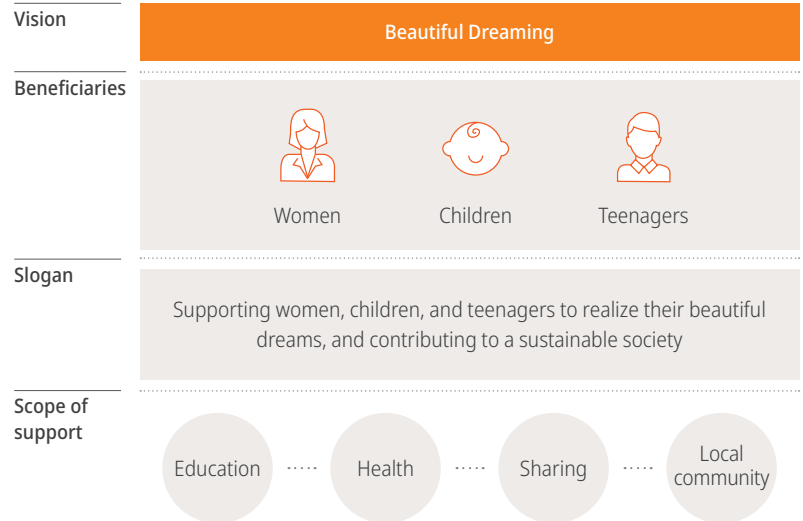 Vision
Beautiful Dreaming
Beneficiaries
Women
Children
Teenagers
Slogan
Supporting women, children, and teenagers to realize their beautiful
dreams, and contributing to a sustainable society
Scope of
support
Education
Health
Sharing
Local
community